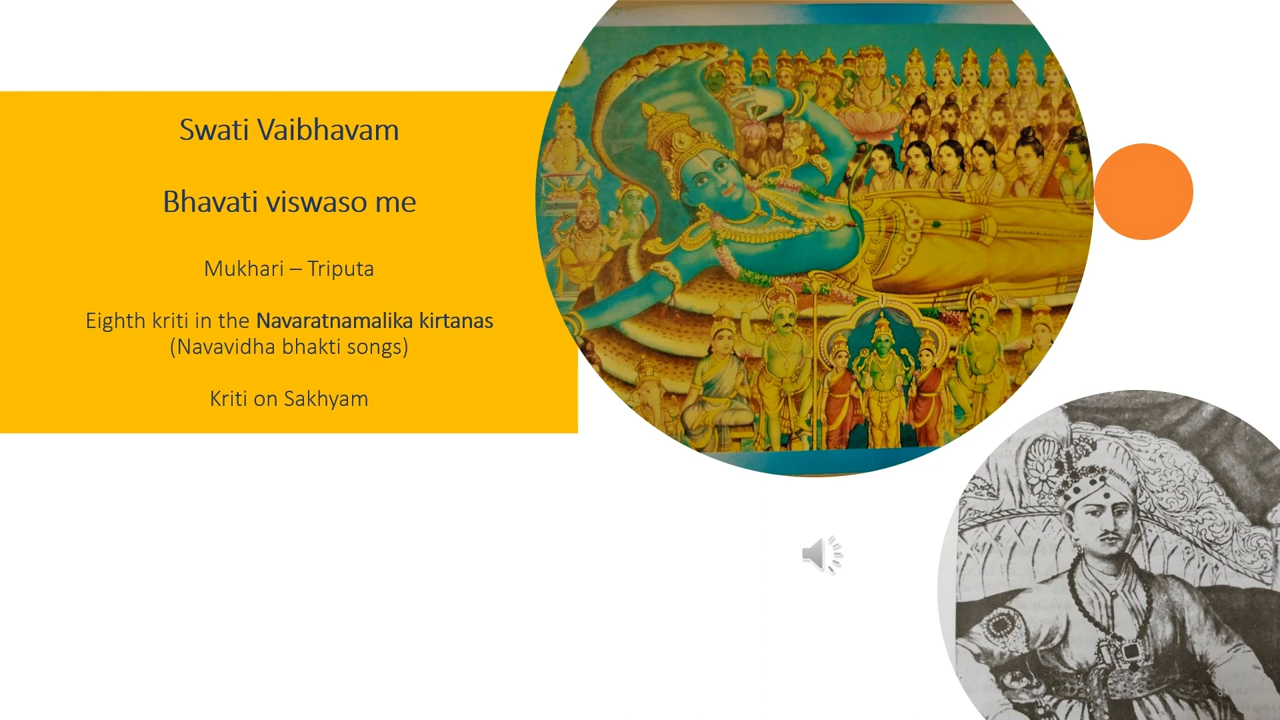 Swati Vaibhavam
Bhavati viswaso me
Mukhari – Triputa
Eighth kriti in the Navaratnamalika kirtanas
(Navavidha bhakti songs)
Kriti on Sakhyam